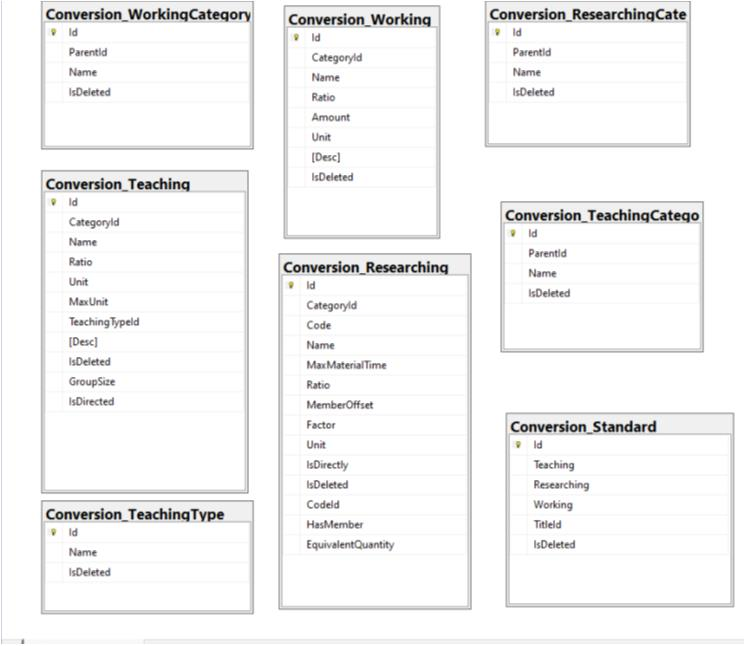 Conversion_WorkingCategory
Id
ParentId
Name
IsDeleted
Conversion_Working
Id
CategoryId
Name
Ratio
Amount
Unit
[Desc]
IsDeleted
Conversion_ResearchingCate
Id
ParentId
Name
IsDeleted
Conversion_Teaching
Id
CategoryId
Name
Ratio
Unit
MaxUnit
TeachingTypeId
[Desc]
IsDeleted
GroupSize
IsDirected
Conversion_Researching
Id
CategoryId
Code
Name
MaxMaterialTime
Ratio
MemberOffset
Factor
Unit
IsDirectly
IsDeleted
CodeId
HasMember
EquivalentQuantity
Conversion_TeachingCatego
Id
ParentId
Name
IsDeleted
Conversion_Standard
Id
Teaching
Researching
Working
TitleId
IsDeleted
Conversion_TeachingType
Id
Name
IsDeleted